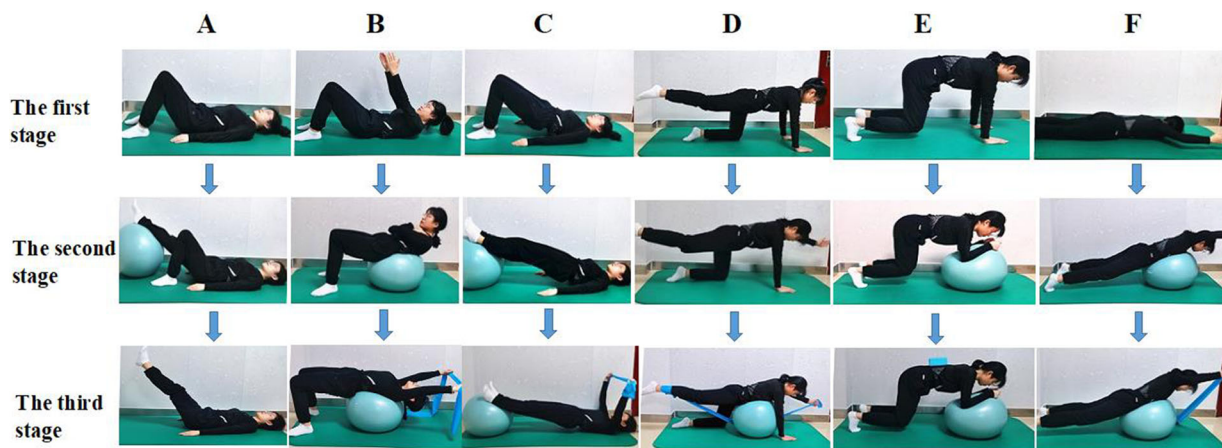 A B C D E F
The first
stage
The second
stage
The third
stage